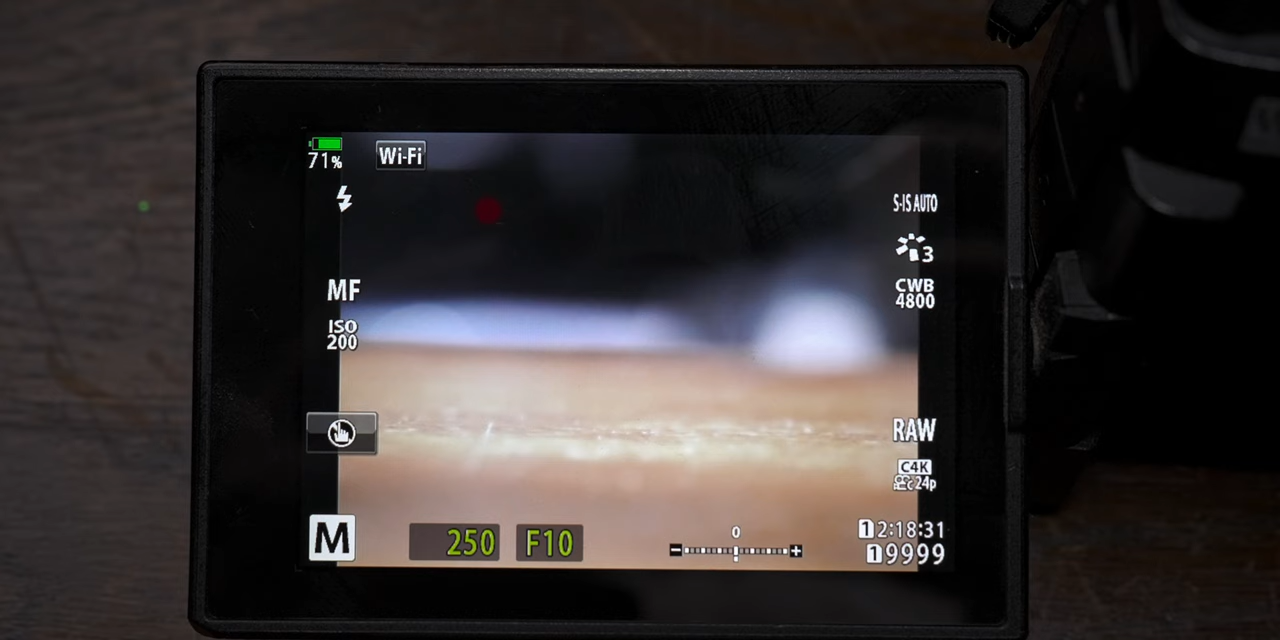 71%
Wi-Fi
S-IS AUTO
3
MF
CWB
4800
ISO
200
RAW
C4K
c24p
M
250
F10
0
1 2:18:31
1 9999